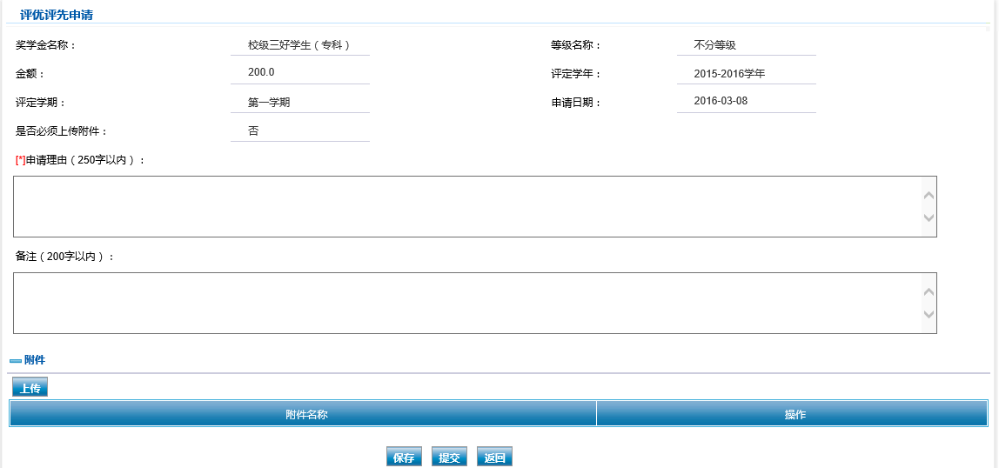 评优评先申请
奖学金名称： 校级三好学生（专科） 等级名称： 不分等级
金额： 200.0 评定学年： 2015-2016学年
评定学期： 第一学期 申请日期： 2016-03-08
是否必须上传附件： 否
[*]申请理由（250字以内）：
备注（200字以内）：
附件
上传
附件名称 操作
保存 提交 返回